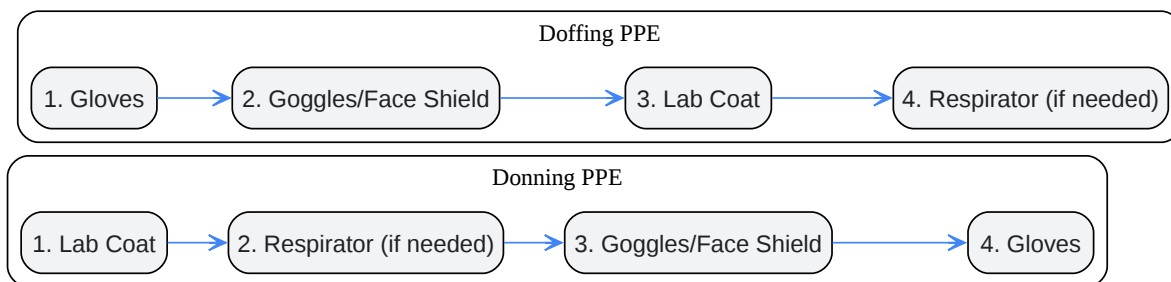 Doffing PPE
1. Gloves
2. Goggles/Face Shield
3. Lab Coat
4. Respirator (if needed)
Donning PPE
1. Lab Coat
2. Respirator (if needed)
3. Goggles/Face Shield
4. Gloves